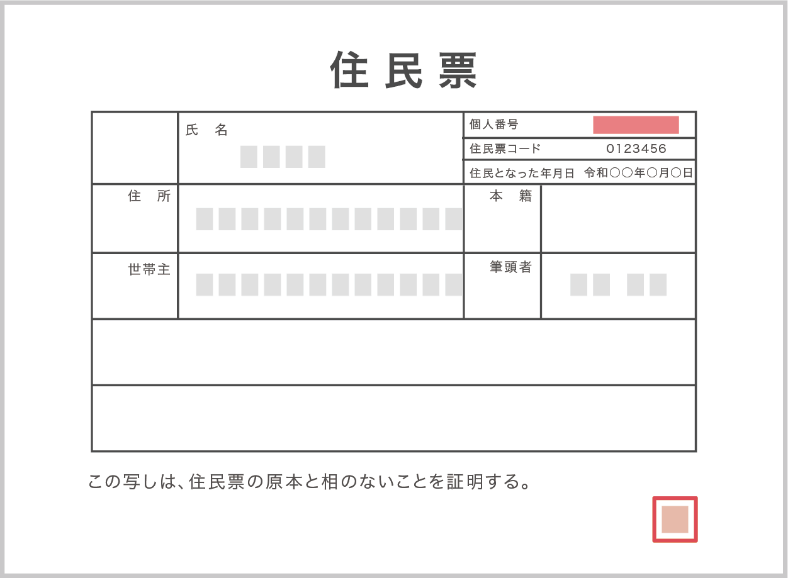 住民票
氏　名
個人番号
住民票コード 0123456
住民となった年月日 令和○○年○月○日
住　所
本　籍
世帯主
筆頭者
この写しは、住民票の原本と相のないことを証明する。